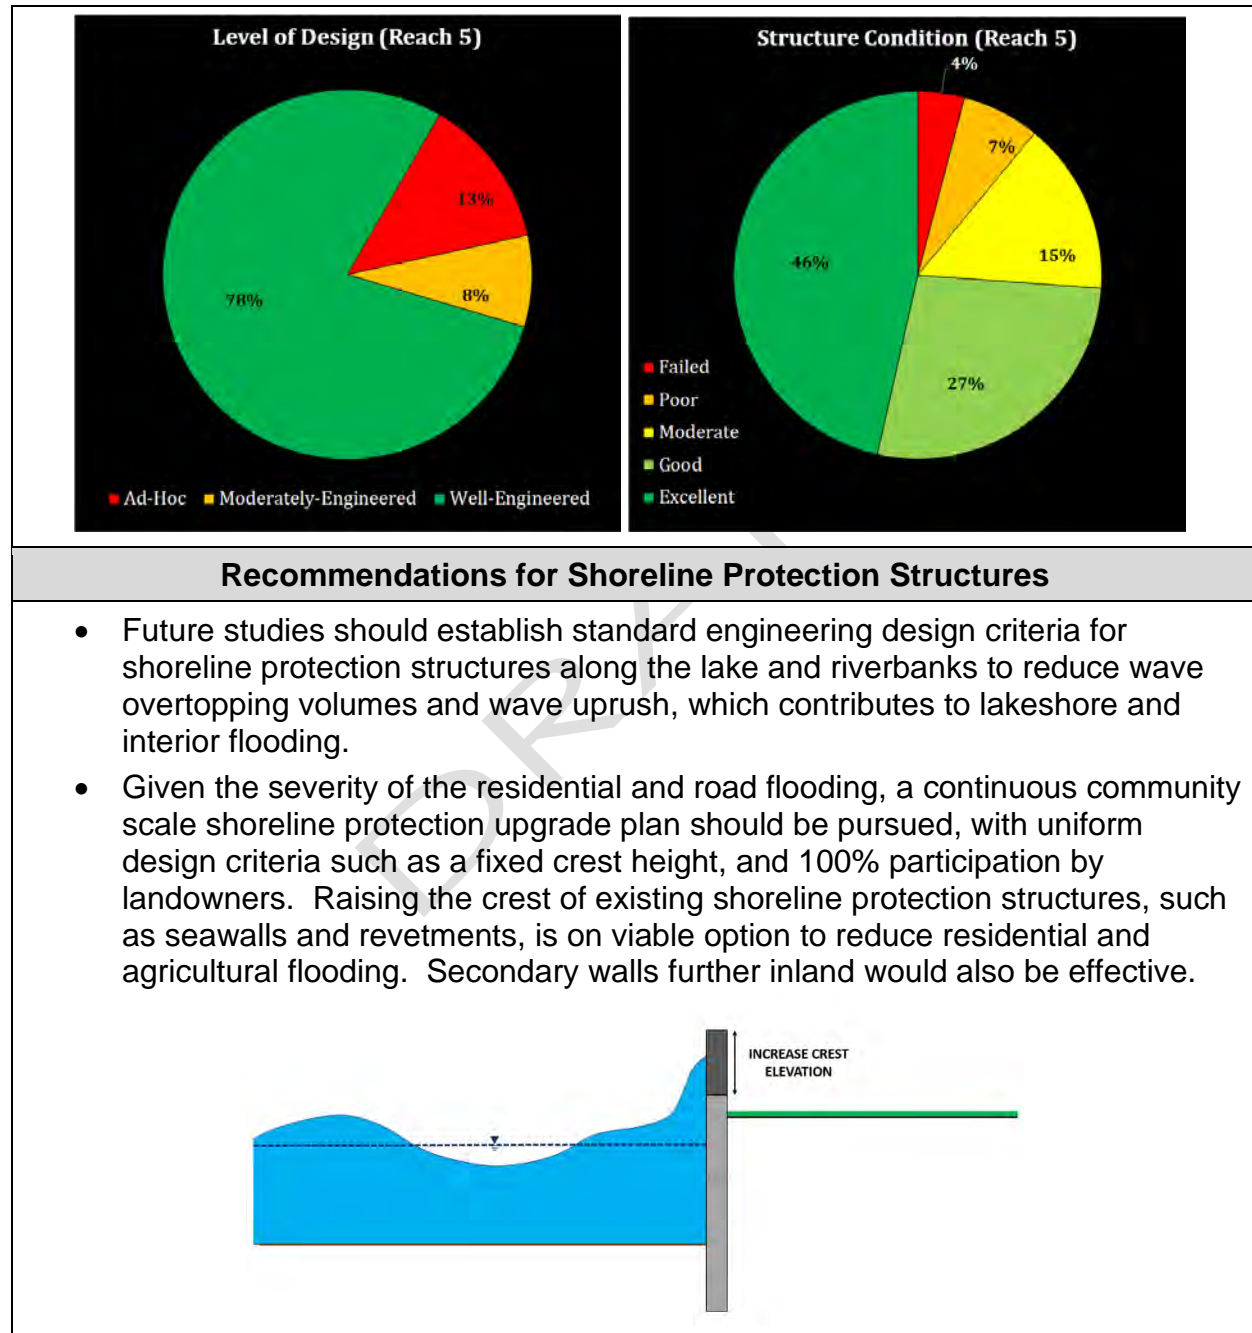 Level of Design (Reach 5)
13%
8%
78%
Ad-Hoc Moderately-Engineered Well-Engineered
Structure Condition (Reach 5)
4%
7%
15%
27%
46%
Failed
Poor
Moderate
Good
Excellent
Recommendations for Shoreline Protection Structures
• Future studies should establish standard engineering design criteria for
shoreline protection structures along the lake and riverbanks to reduce wave
overtopping volumes and wave uprush, which contributes to lakeshore and
interior flooding.
• Given the severity of the residential and road flooding, a continuous community
scale shoreline protection upgrade plan should be pursued, with uniform
design criteria such as a fixed crest height, and 100% participation by
landowners. Raising the crest of existing shoreline protection structures, such
as seawalls and revetments, is on viable option to reduce residential and
agricultural flooding. Secondary walls further inland would also be effective.
INCREASE CREST
ELEVATION